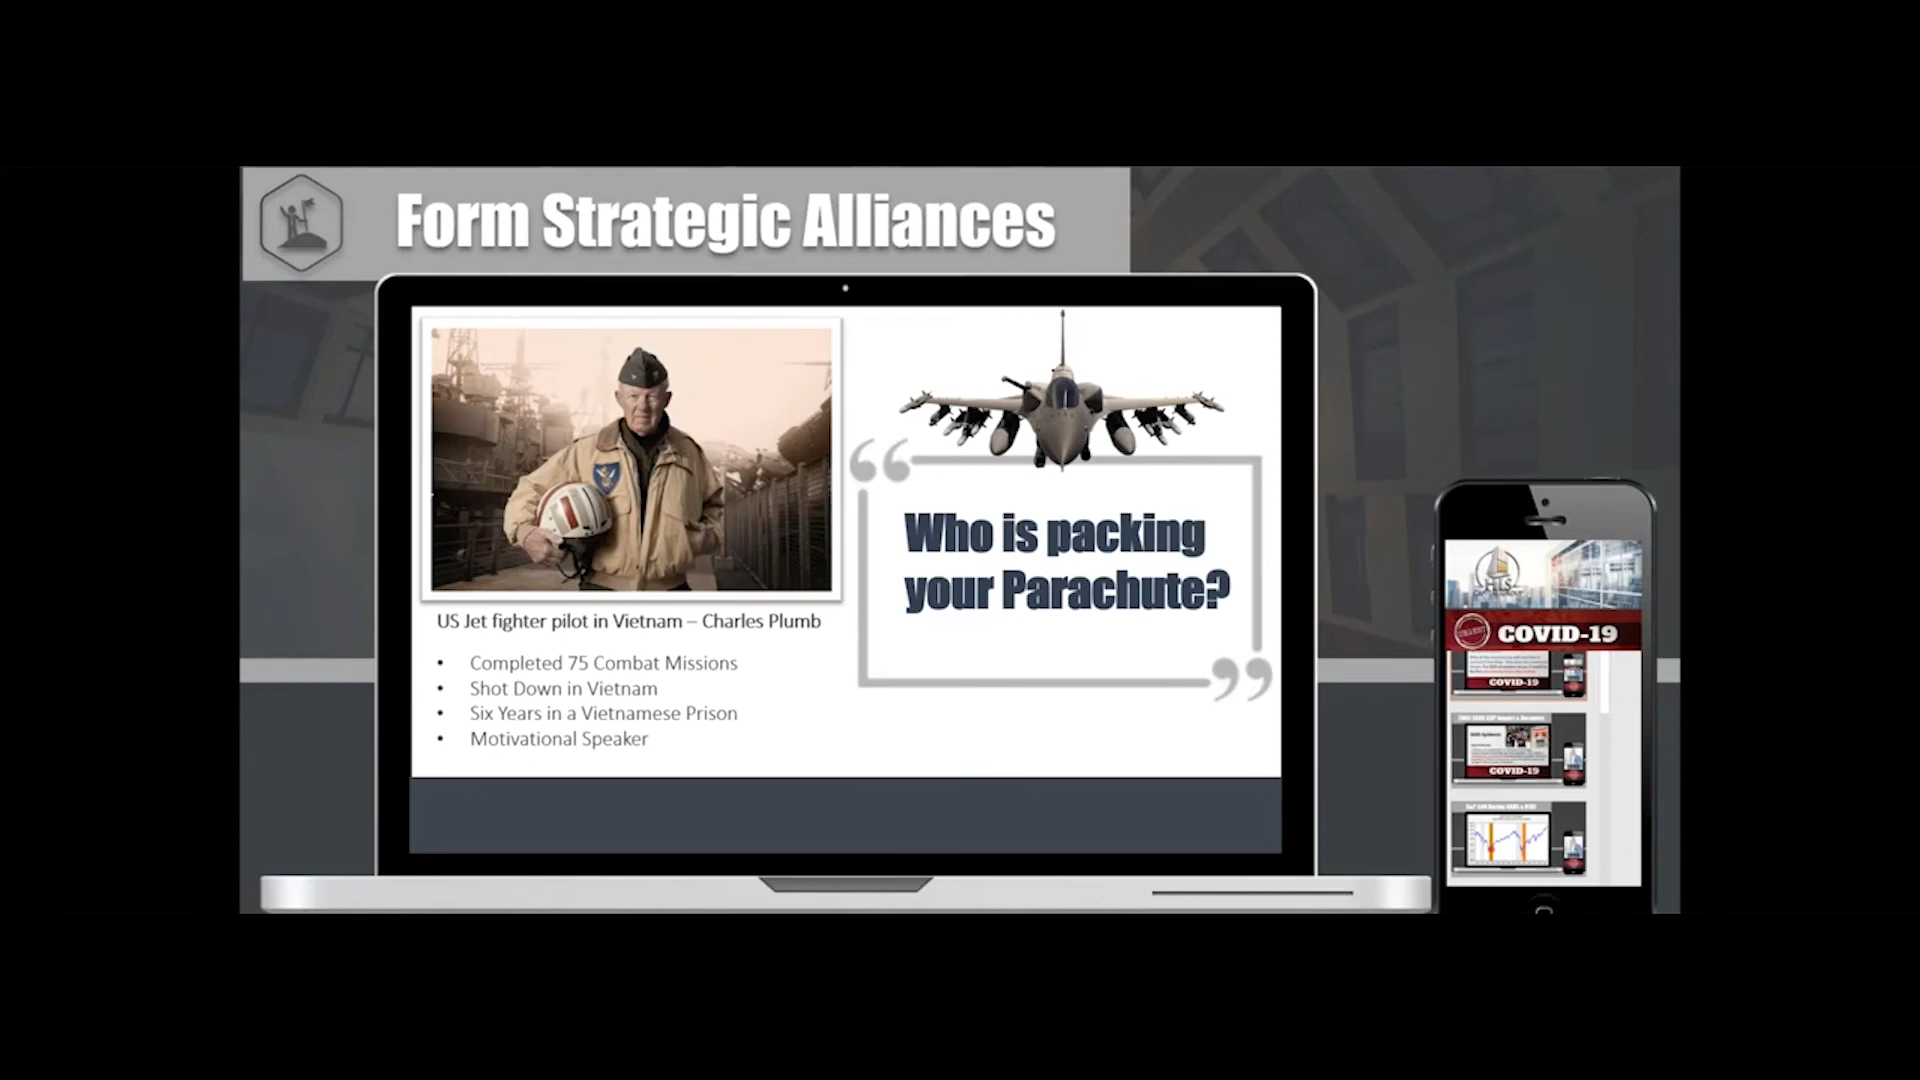 Form Strategic Alliances
“
Who is packing
your Parachute?
”
US Jet fighter pilot in Vietnam – Charles Plumb
• Completed 75 Combat Missions
• Shot Down in Vietnam
• Six Years in a Vietnamese Prison
• Motivational Speaker
URGENT
COVID-19
COVID-19
COVID-19